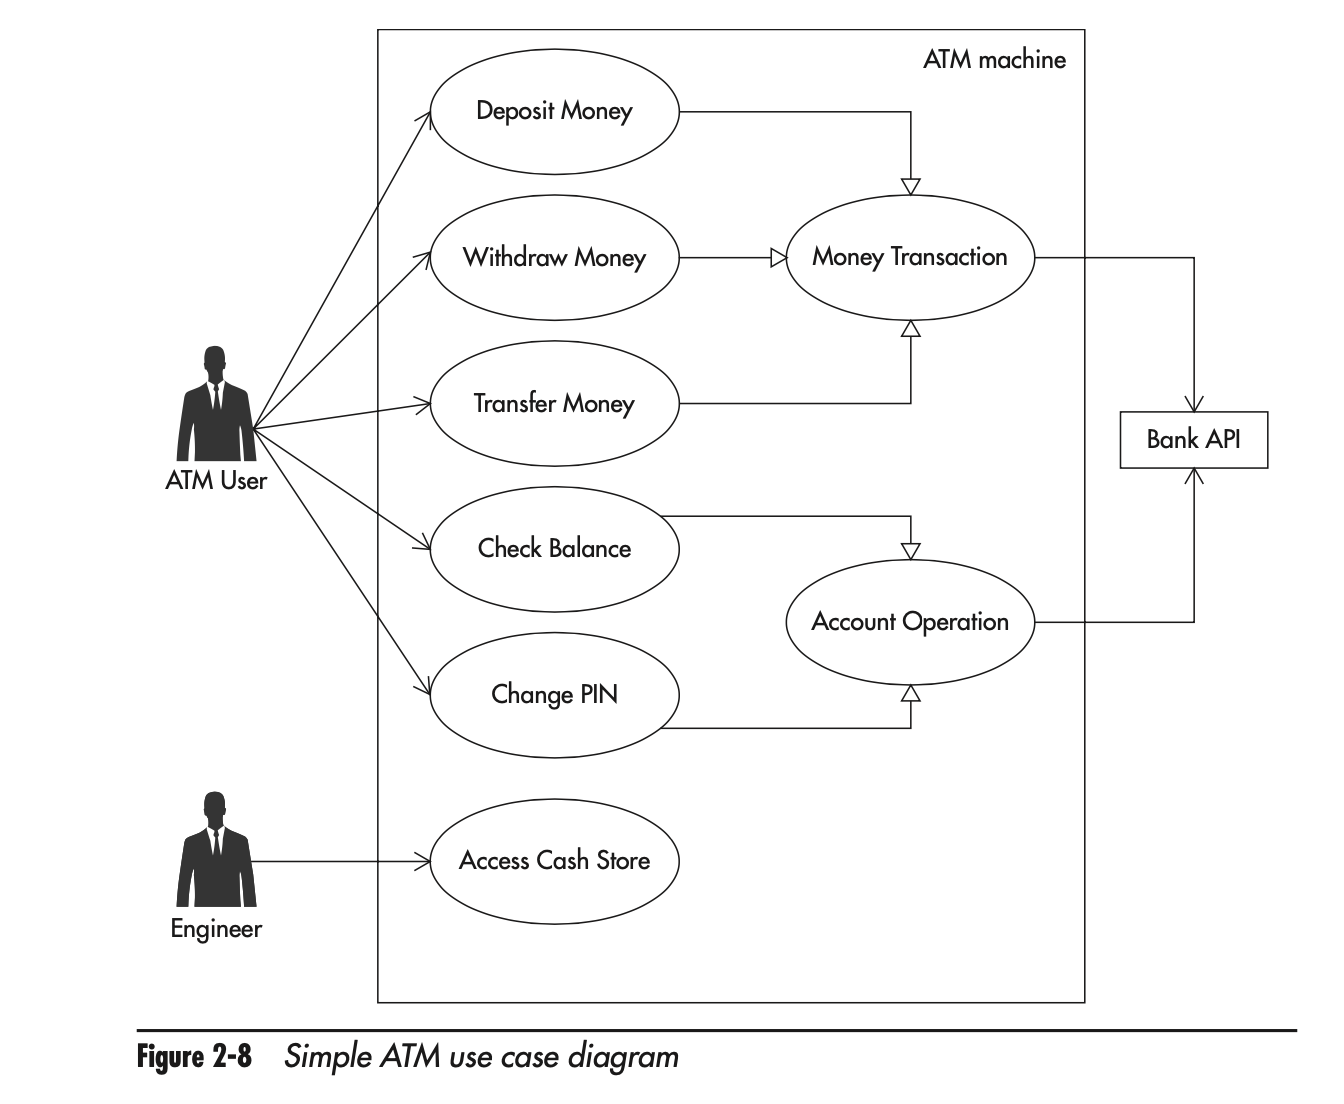 ATM machine
Deposit Money
Withdraw Money
Money Transaction
Transfer Money
Bank API
ATM User
Check Balance
Account Operation
Change PIN
Access Cash Store
Engineer
Figure 2-8 Simple ATM use case diagram